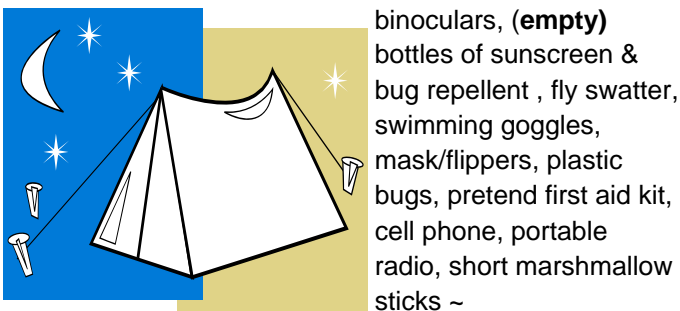 binoculars, (empty)
bottles of sunscreen &
bug repellent , fly swatter,
swimming goggles,
mask/flippers, plastic
bugs, pretend first aid kit,
cell phone, portable
radio, short marshmallow
sticks ~